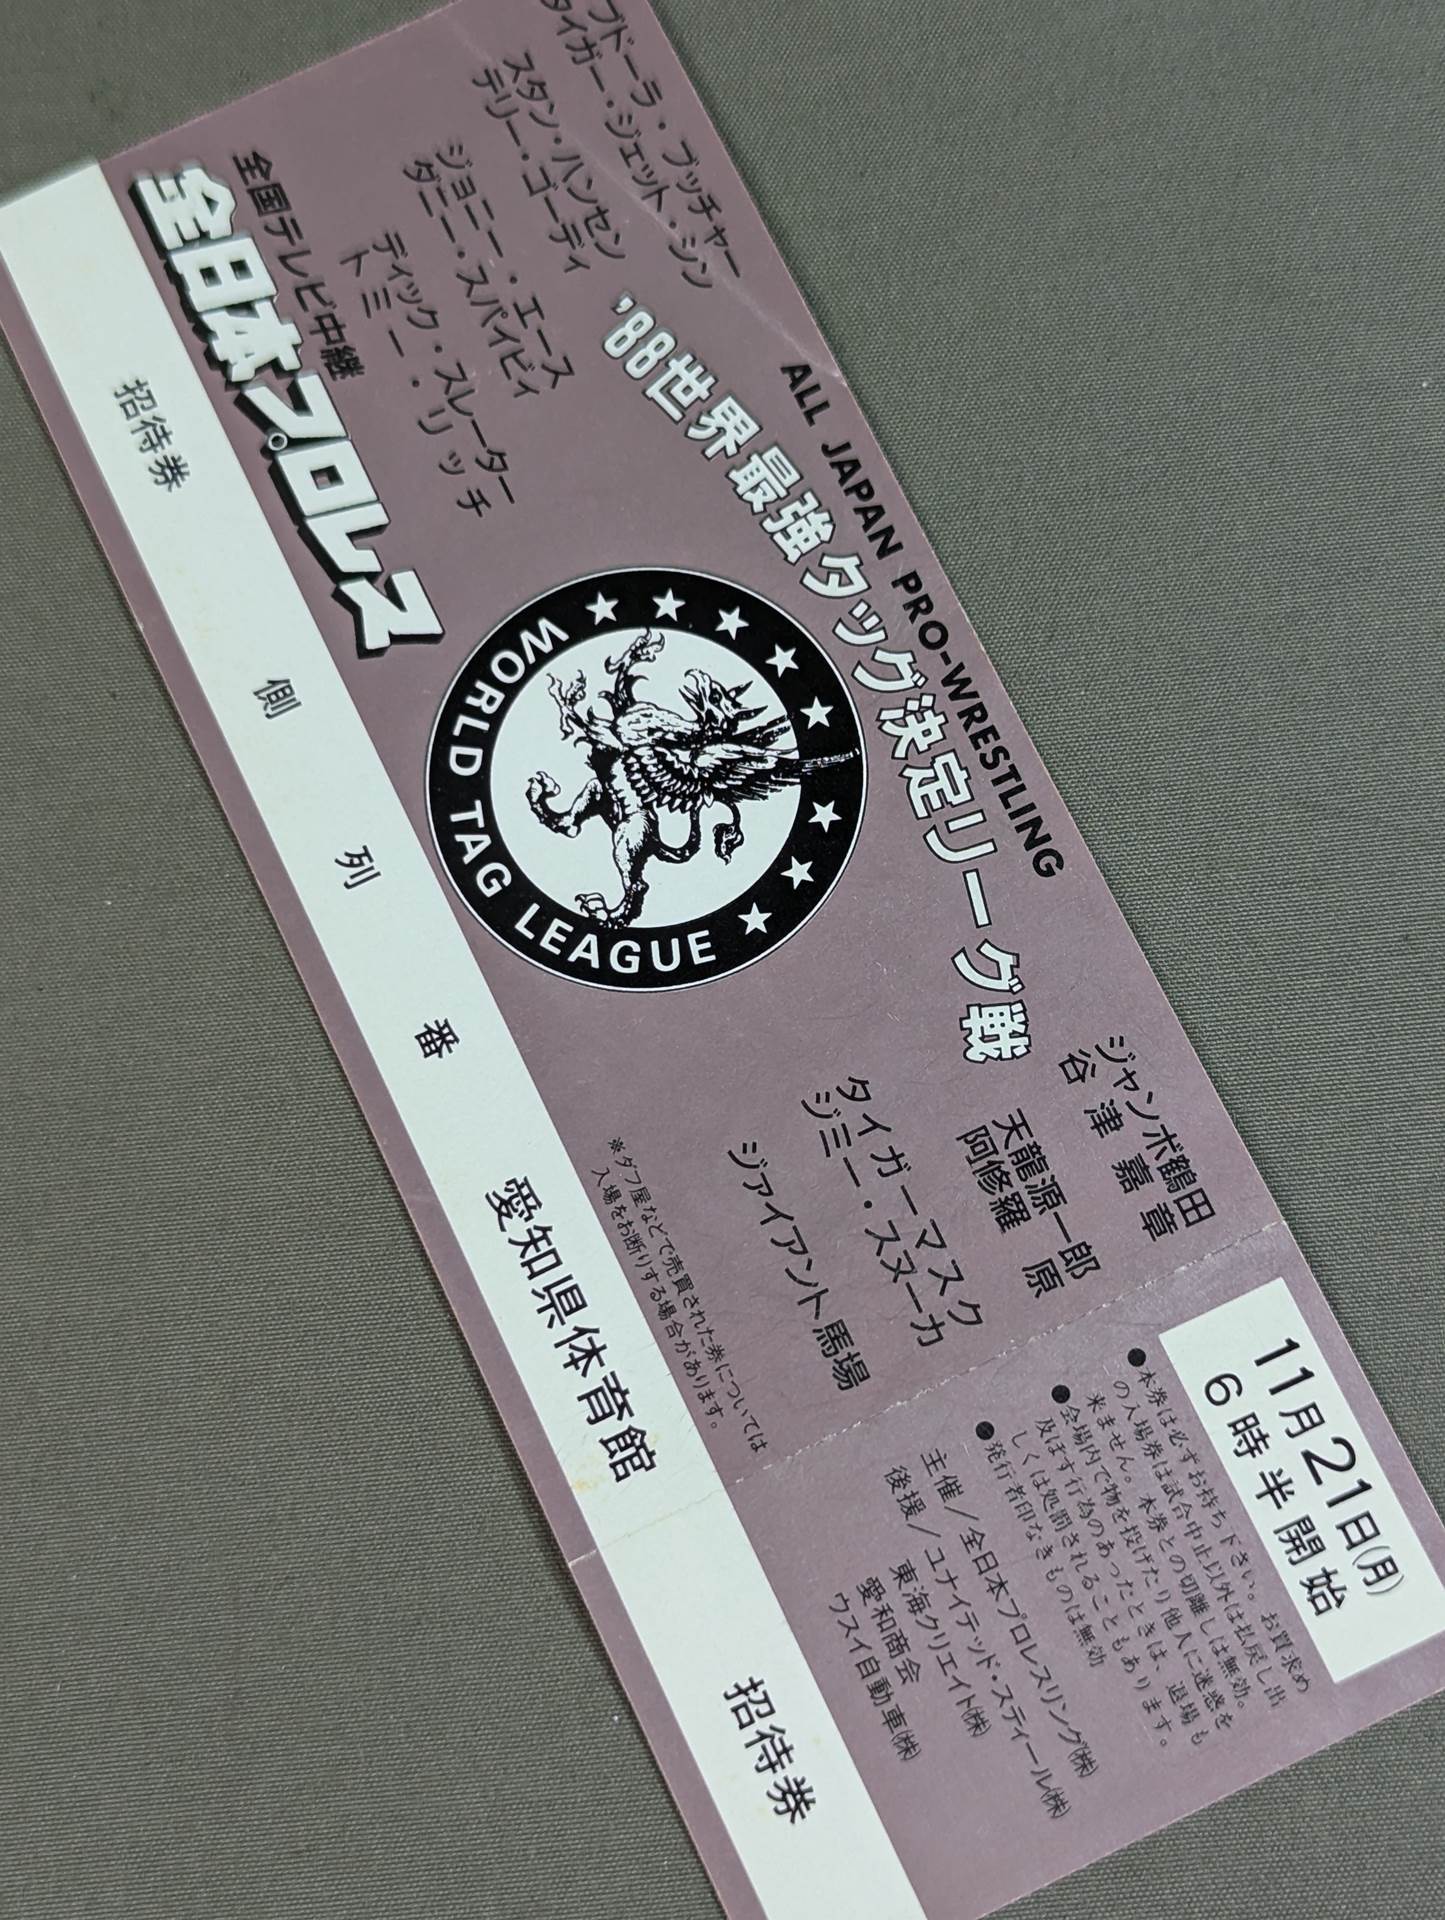 ALL JAPAN PRO-WRESTLING
'88世界最強タッグ決定リーグ戦
ブドーラ・ブッチャー
タイガー・ジェット・シン
スタン・ハンセン
テリー・ゴーディ
ジョニー・エース
ダニー・スパイビィ
ディック・スレーター
トミー・リッチ
全国テレビ中継
全日本プロレス
WORLD TAG LEAGUE
ジャンボ鶴田
谷津嘉章
天龍源一郎
阿修羅 原
タイガーマスク
ジミー・スヌーカ
ジャイアント馬場
※ダフ屋などで売買された券については
入場をお断りする場合があります。
招待券
側
列
番
愛知県体育館
11月21日(月)
6時半開始
●本券は必ずお持ち下さい。お買求め
の入場券は試合中止以外は払戻し出
来ません。本券との切離しは無効。
●会場内で物を投げたり他人に迷惑を
及ぼす行為のあったときは、退場も
しくは処罰されることもあります。
●発行者印なきものは無効
主催/全日本プロレスリング㈱
後援/ユナイテッド・スティール㈱
東海クリエイト㈱
愛和商会
ウスイ自動車㈱
招待券